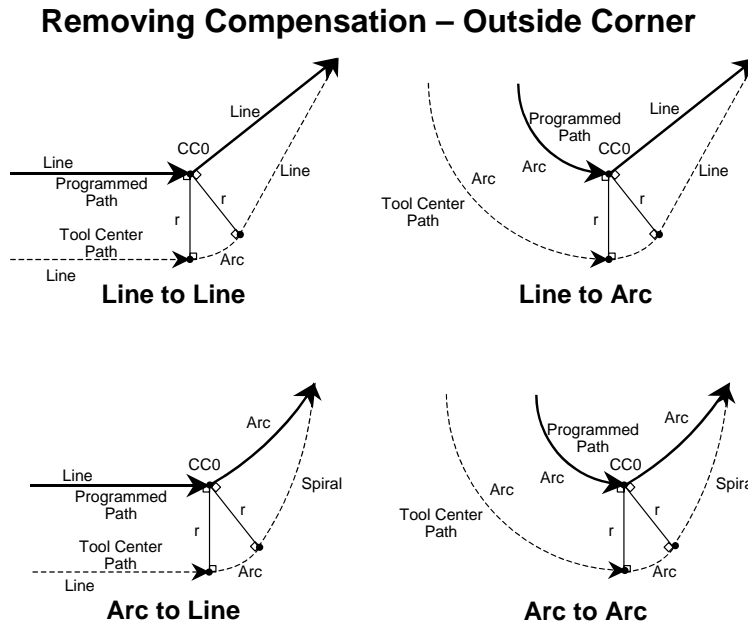 Removing Compensation – Outside Corner
Line
CC0
Line
Programmed
Path
Line
r
r
Tool Center
Path
Arc
Line
Line to Line
Programmed
Path
Line
CC0
Arc
Arc
Line
r
r
Tool Center
Path
Arc
Line to Arc
Arc
CC0
Line
Programmed
Path
Spiral
r
r
Tool Center
Path
Arc
Line
Arc to Line
Arc
Programmed
Path
CC0
Arc
Arc
Spiral
r
r
Tool Center
Path
Arc
Arc to Arc